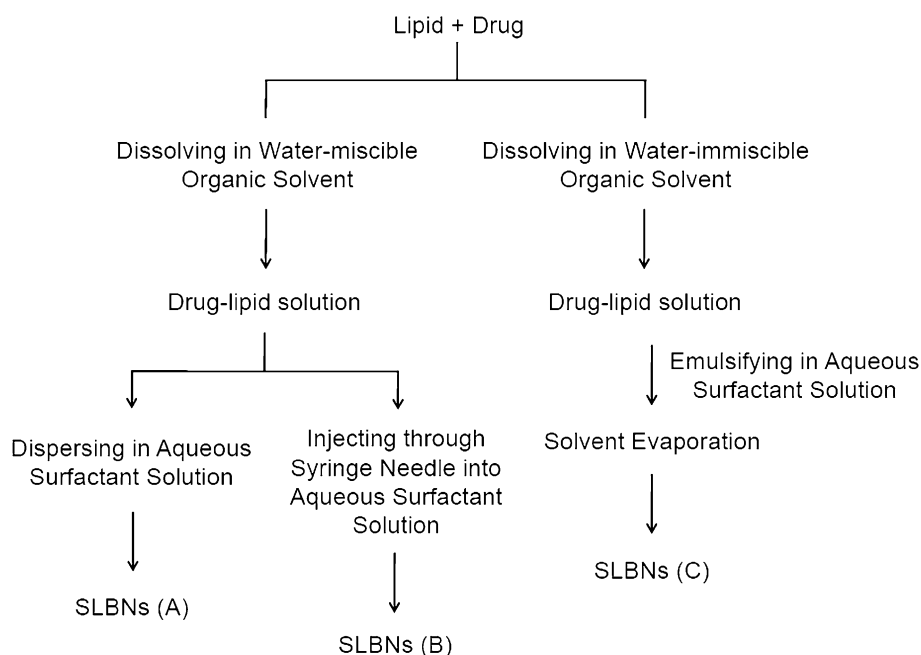 Lipid + Drug
Dissolving in Water-miscible
Organic Solvent
Dissolving in Water-immiscible
Organic Solvent
Drug-lipid solution
Drug-lipid solution
Emulsifying in Aqueous
Surfactant Solution
Dispersing in Aqueous
Surfactant Solution
Injecting through
Syringe Needle into
Aqueous Surfactant
Solution
Solvent Evaporation
SLBNs (A)
SLBNs (B)
SLBNs (C)